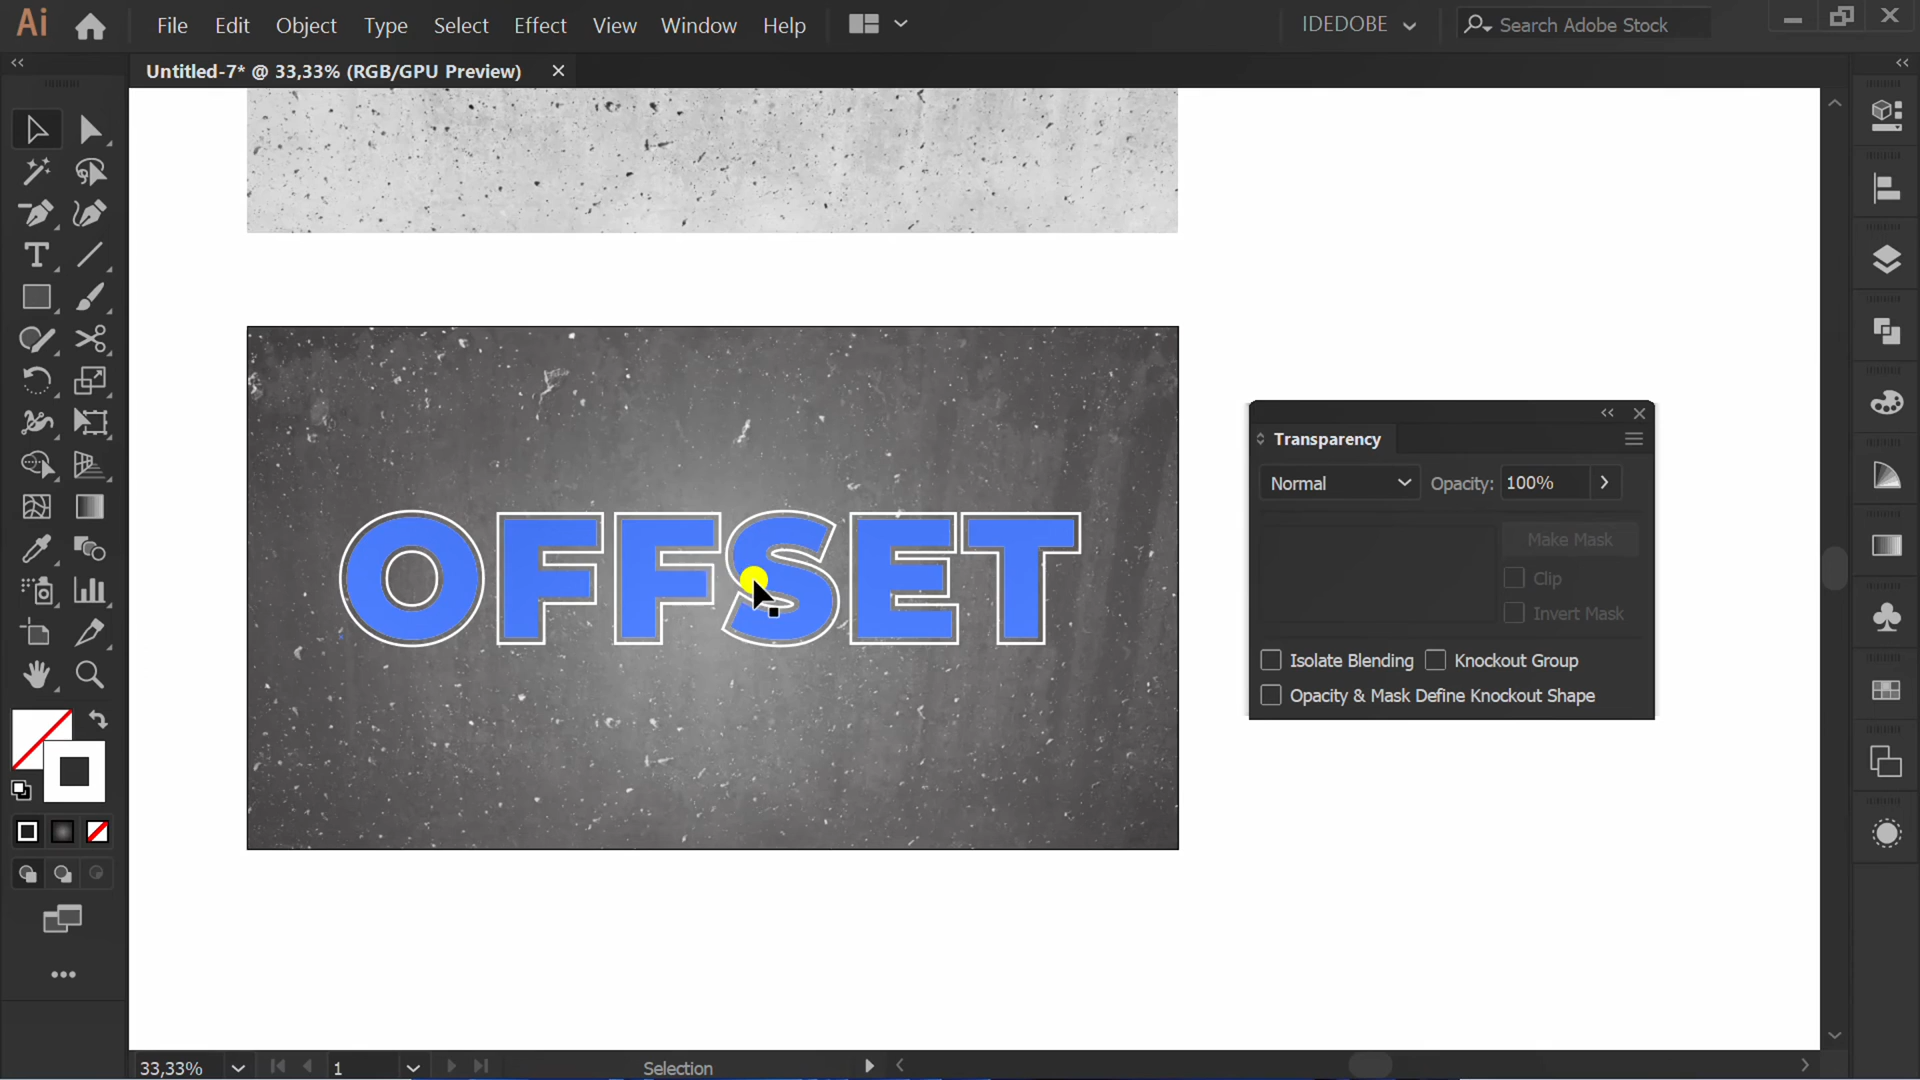 Ai File Edit Object Type Select Effect View Window Help IDEDOBE Search Adobe Stock
Untitled-7* @ 33,33% (RGB/GPU Preview)
OFFSET
Transparency
Normal Opacity: 100%
Make Mask
Clip
Invert Mask
Isolate Blending Knockout Group
Opacity & Mask Define Knockout Shape
T
33,33% 1 Selection